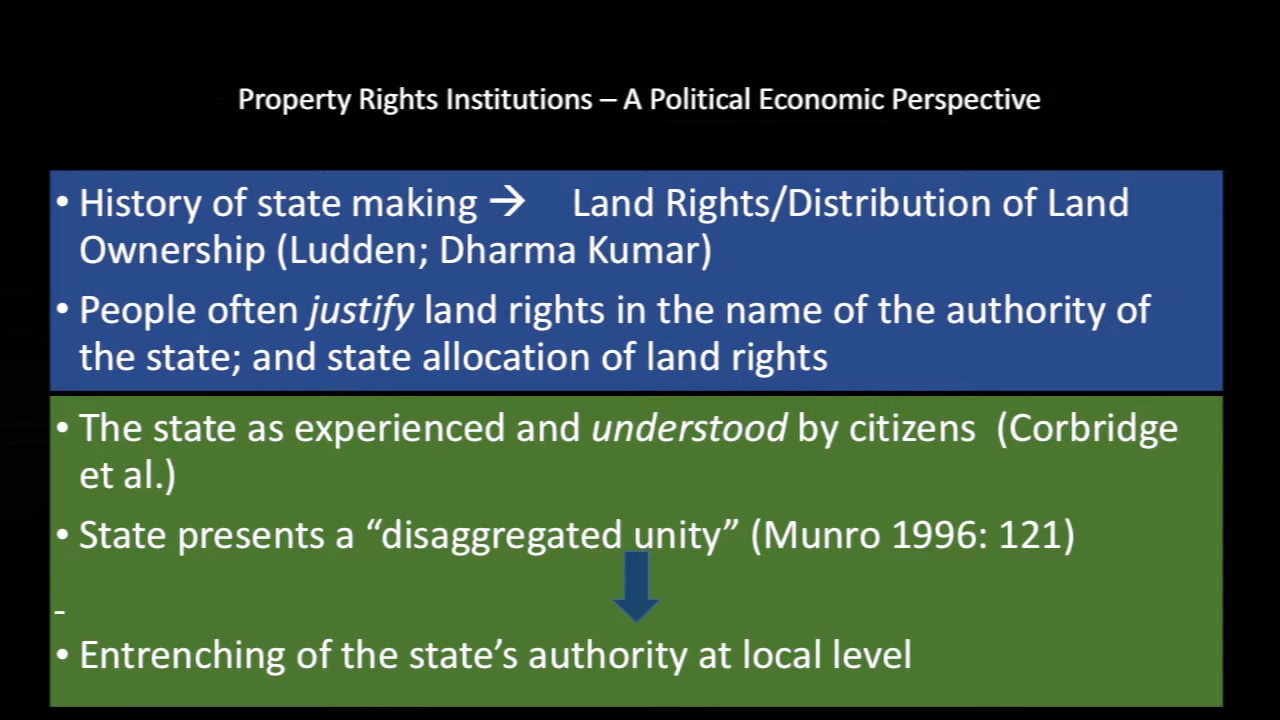 Property Rights Institutions – A Political Economic Perspective
• History of state making → Land Rights/Distribution of Land
Ownership (Ludden; Dharma Kumar)
• People often justify land rights in the name of the authority of
the state; and state allocation of land rights
• The state as experienced and understood by citizens (Corbridge
et al.)
• State presents a “disaggregated unity” (Munro 1996: 121)
-
• Entrenching of the state’s authority at local level